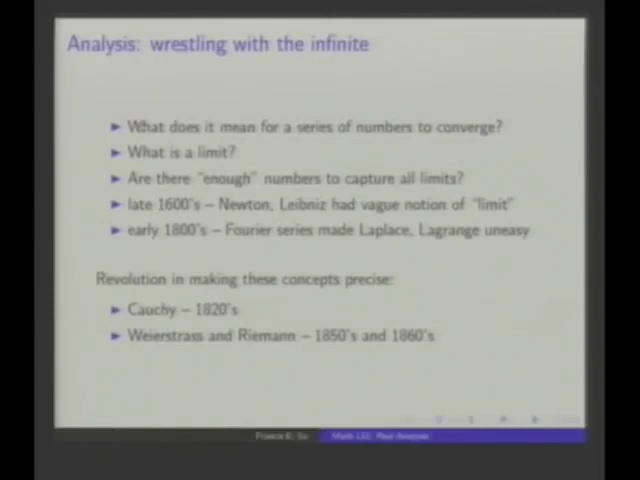 Analysis: wrestling with the infinite
▶ What does it mean for a series of numbers to converge?
▶ What is a limit?
▶ Are there "enough" numbers to capture all limits?
▶ late 1600's – Newton, Leibniz had vague notion of "limit"
▶ early 1800's – Fourier series made Laplace, Lagrange uneasy
Revolution in making these concepts precise:
▶ Cauchy – 1820's
▶ Weierstrass and Riemann – 1850's and 1860's
Francis E. Su Math 131: Real Analysis